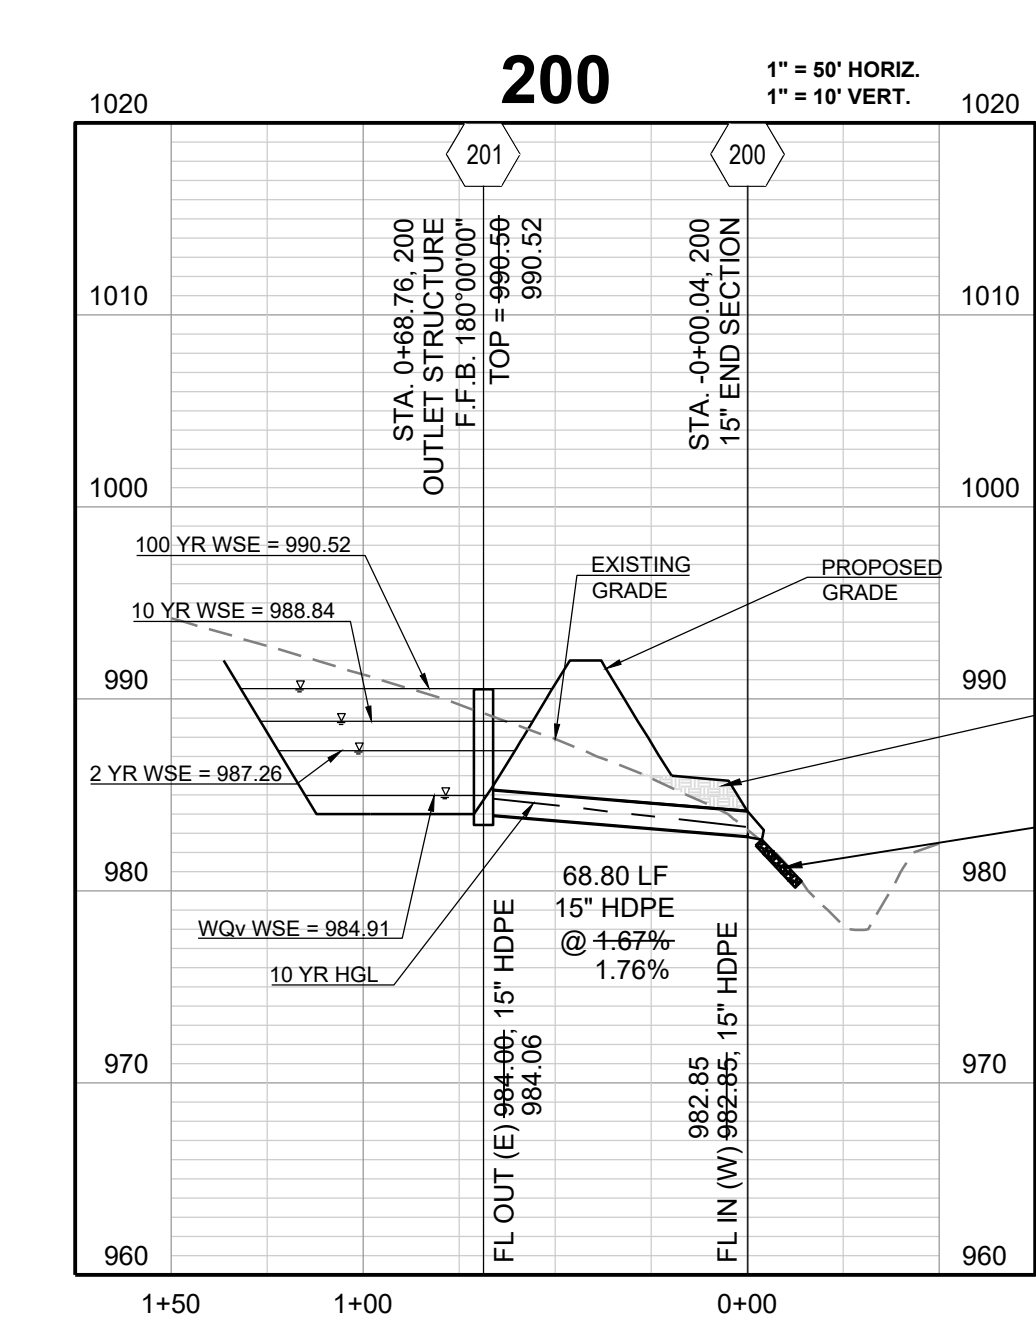 200
1" = 50' HORIZ.
1" = 10' VERT.
1020
1020
201
200
STA. 0+68.76, 200
OUTLET STRUCTURE
F.F.B. 180°00'00"
TOP = 990.50
990.52
STA. -0+00.04, 200
15" END SECTION
1010
1010
1000
1000
100 YR WSE = 990.52
EXISTING
GRADE
PROPOSED
GRADE
10 YR WSE = 988.84
990
990
2 YR WSE = 987.26
980
980
68.80 LF
15" HDPE
@ 1.67%
1.76%
WQv WSE = 984.91
10 YR HGL
FL OUT (E) 984.00, 15" HDPE
984.06
982.85
FL IN (W) 982.85, 15" HDPE
970
970
960
960
1+50
1+00
0+00